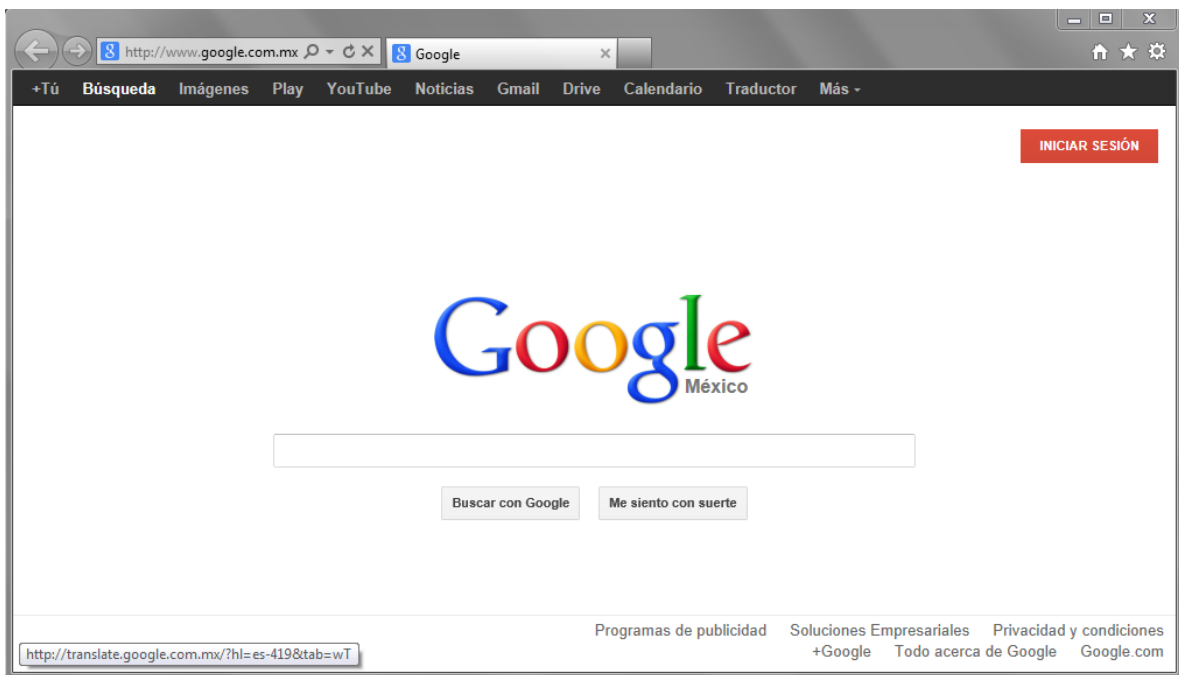 http://www.google.com.mx
Google
+Tú Búsqueda Imágenes Play YouTube Noticias Gmail Drive Calendario Traductor Más
INICIAR SESIÓN
Google
México
Buscar con Google Me siento con suerte
Programas de publicidad Soluciones Empresariales Privacidad y condiciones
+Google Todo acerca de Google Google.com
http://translate.google.com.mx/?hl=es-419&tab=wT